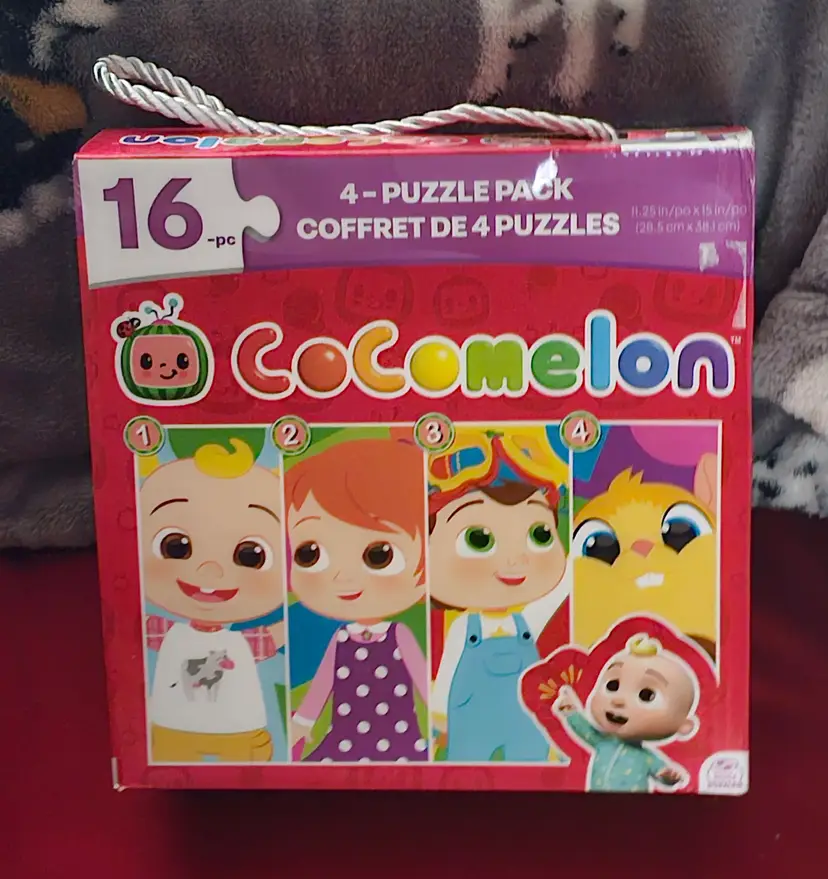 CoComelon
16-pc
4-PUZZLE PACK
COFFRET DE 4 PUZZLES
11.25 in/po x 15 in/po
(28.5 cm x 38.1 cm)
CoComelon™
1 2 3 4